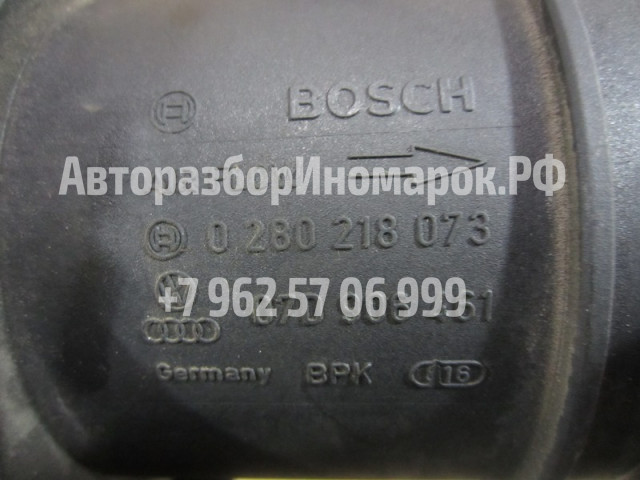 BOSCH
АвторазборИномарок.РФ
0 280 218 073
+7 962 57 06 999
Germany BPK